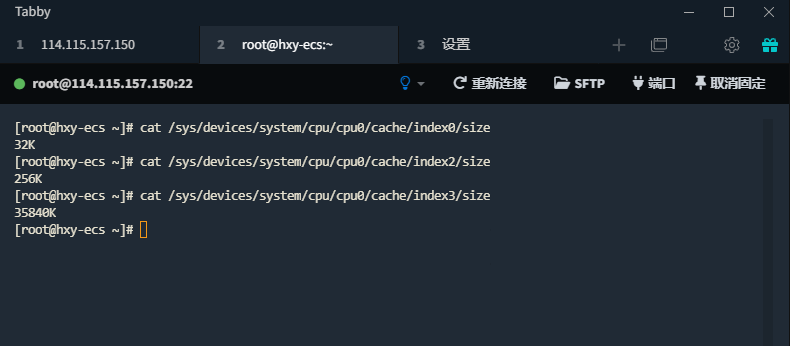 Tabby
1 114.115.157.150 2 root@hxy-ecs:~ 3 设置
root@114.115.157.150:22 重新连接 SFTP 端口 取消固定
[root@hxy-ecs ~]# cat /sys/devices/system/cpu/cpu0/cache/index0/size
32K
[root@hxy-ecs ~]# cat /sys/devices/system/cpu/cpu0/cache/index2/size
256K
[root@hxy-ecs ~]# cat /sys/devices/system/cpu/cpu0/cache/index3/size
35840K
[root@hxy-ecs ~]#